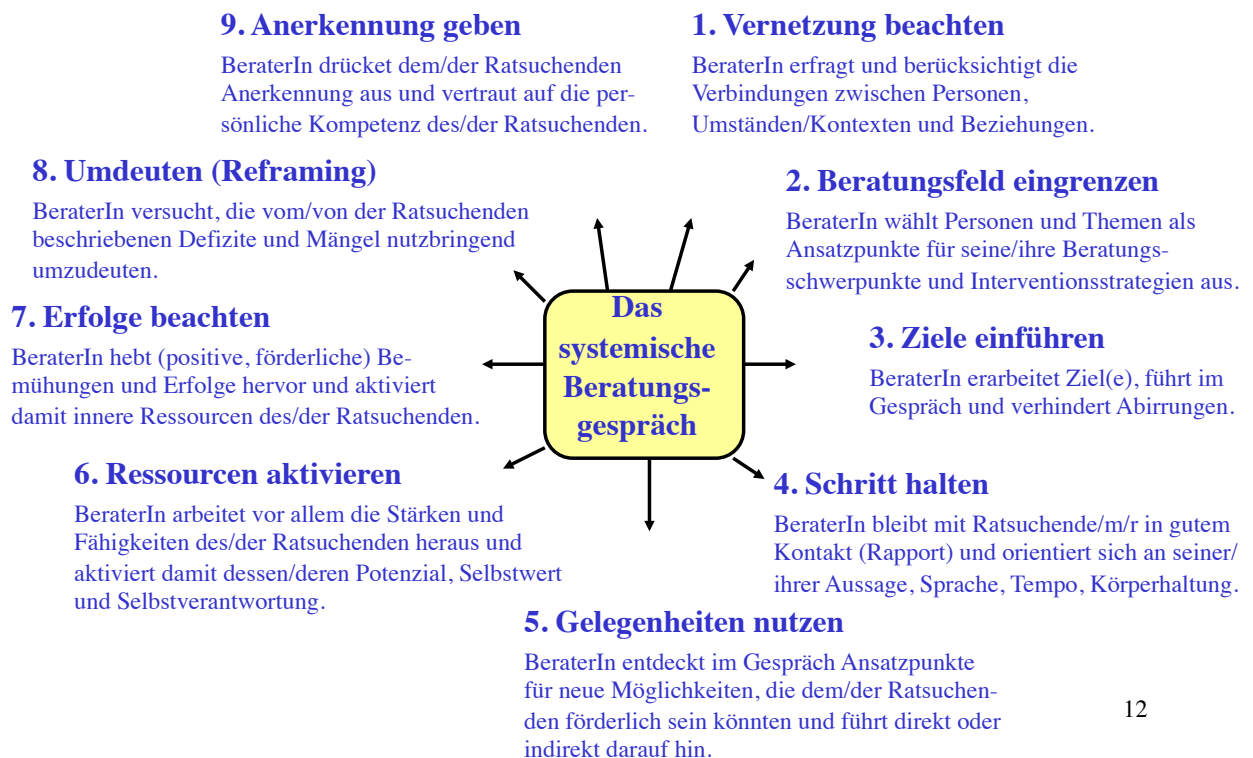 9. Anerkennung geben
BeraterIn drücket dem/der Ratsuchenden
Anerkennung aus und vertraut auf die per-
sönliche Kompetenz des/der Ratsuchenden.
1. Vernetzung beachten
BeraterIn erfragt und berücksichtigt die
Verbindungen zwischen Personen,
Umständen/Kontexten und Beziehungen.
8. Umdeuten (Reframing)
BeraterIn versucht, die vom/von der Ratsuchenden
beschriebenen Defizite und Mängel nutzbringend
umzudeuten.
2. Beratungsfeld eingrenzen
BeraterIn wählt Personen und Themen als
Ansatzpunkte für seine/ihre Beratungs-
schwerpunkte und Interventionsstrategien aus.
7. Erfolge beachten
BeraterIn hebt (positive, förderliche) Be-
mühungen und Erfolge hervor und aktiviert
damit innere Ressourcen des/der Ratsuchenden.
Das
systemische
Beratungs-
gespräch
3. Ziele einführen
BeraterIn erarbeitet Ziel(e), führt im
Gespräch und verhindert Abirrungen.
6. Ressourcen aktivieren
BeraterIn arbeitet vor allem die Stärken und
Fähigkeiten des/der Ratsuchenden heraus und
aktiviert damit dessen/deren Potenzial, Selbstwert
und Selbstverantwortung.
4. Schritt halten
BeraterIn bleibt mit Ratsuchende/m/r in gutem
Kontakt (Rapport) und orientiert sich an seiner/
ihrer Aussage, Sprache, Tempo, Körperhaltung.
5. Gelegenheiten nutzen
BeraterIn entdeckt im Gespräch Ansatzpunkte
für neue Möglichkeiten, die dem/der Ratsuchen-
den förderlich sein könnten und führt direkt oder
indirekt darauf hin.
12